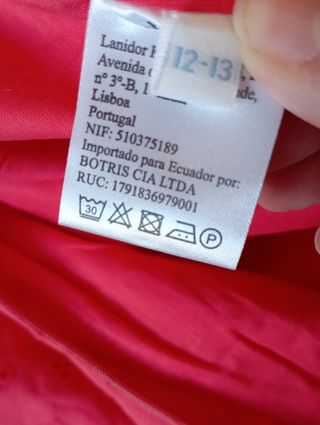 Lanidor
12-13
Avenida
nº 3º-B, 1
Lisboa
Portugal
NIF: 510375189
Importado para Ecuador por:
BOTRIS CIA LTDA
RUC: 1791836979001
30
P